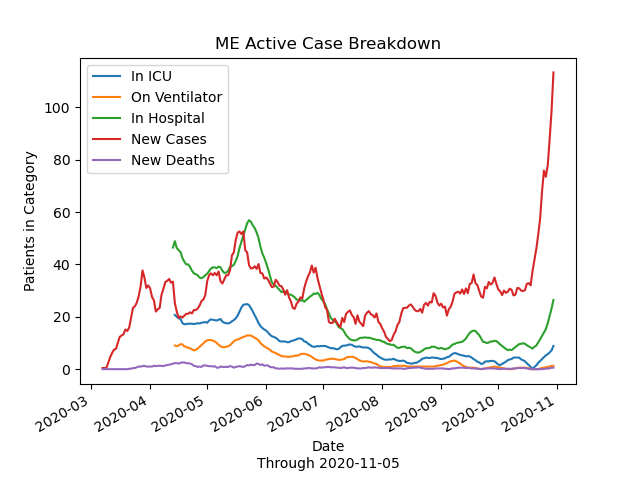 ME Active Case Breakdown
In ICU
On Ventilator
In Hospital
New Cases
New Deaths
Patients in Category
100
80
60
40
20
0
2020-03
2020-04
2020-05
2020-06
2020-07
2020-08
2020-09
2020-10
2020-11
Date
Through 2020-11-05